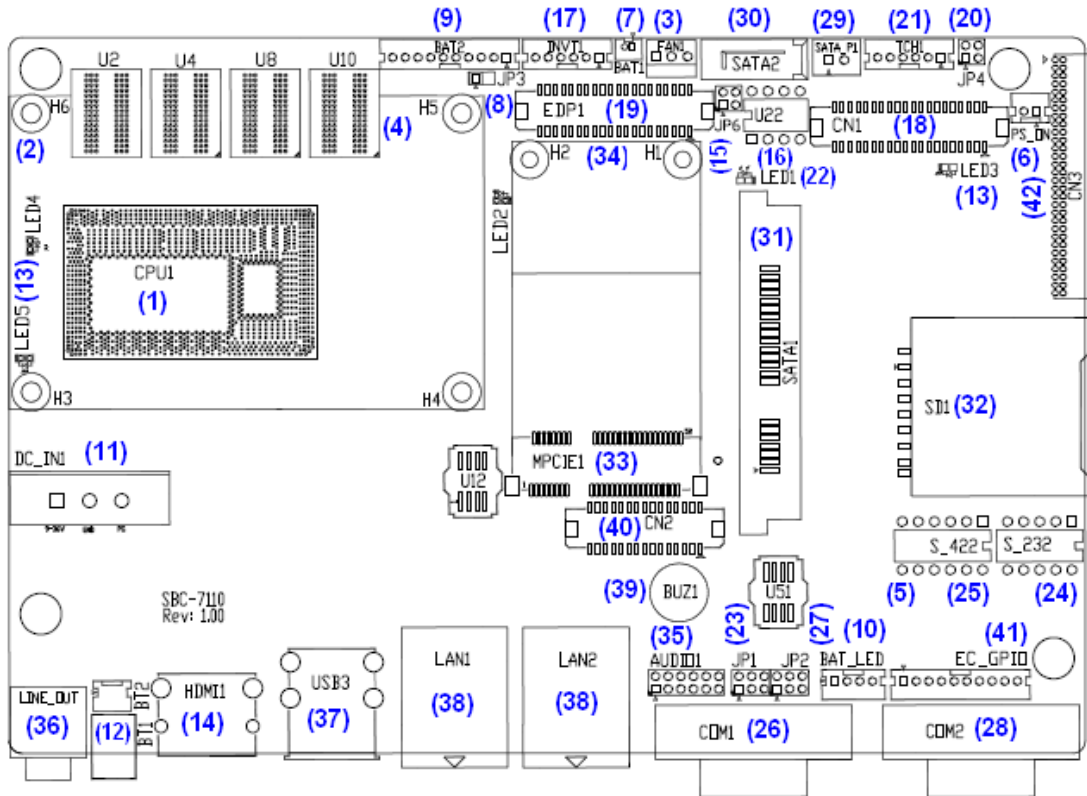 (9) (17) (7) (3) (30) (29) (21) (20)
BAT2 INVT1 FAN1 SATA_P1 TCH1
U2 U4 U8 U10 BAT1 SATA2
JP3 JP4
H6 H5 (8) EDP1 (19) JP6 U22 CN1 (18) PS_ON
(2) (4) (6)
(34) (15) (16)
H2 H1 LED1 (22) LED3 CN3
(13) (42)
LED4 LED2
(31)
CPU1
(13) (1)
LED5
SATA1
H3 H4 SD1 (32)
DC_IN1 (11) MPCIE1 (33)
U12
9~36V GND
(40) CN2
S_422 S_232
(39) BUZ1 U51 (5) (25) (24)
SBC-7110
Rev: 1.00
(35) (23) (27) (10) (41)
LAN1 LAN2 AUDIO1 JP1 JP2 BAT_LED EC_GPIO
LINE_OUT BT2 HDMI1 USB3
(36) (12) BT1 (14) (37) (38) (38) COM1 (26) COM2 (28)